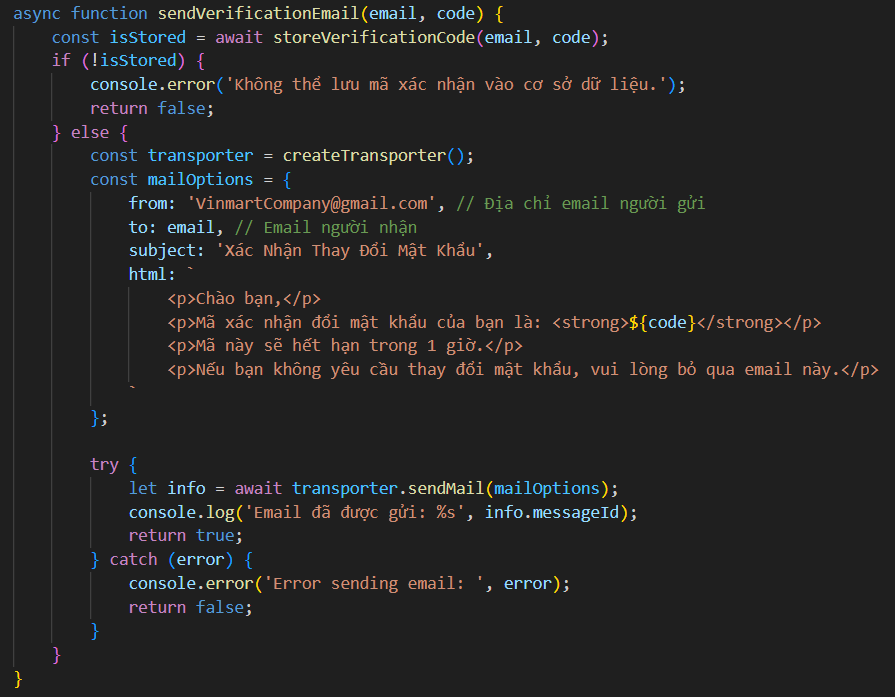 async function sendVerificationEmail(email, code) {
const isStored = await storeVerificationCode(email, code);
if (!isStored) {
console.error('Không thể lưu mã xác nhận vào cơ sở dữ liệu.');
return false;
} else {
const transporter = createTransporter();
const mailOptions = {
from: 'VinmartCompany@gmail.com', // Địa chỉ email người gửi
to: email, // Email người nhận
subject: 'Xác Nhận Thay Đổi Mật Khẩu',
html: `
<p>Chào bạn,</p>
<p>Mã xác nhận đổi mật khẩu của bạn là: <strong>${code}</strong></p>
<p>Mã này sẽ hết hạn trong 1 giờ.</p>
<p>Nếu bạn không yêu cầu thay đổi mật khẩu, vui lòng bỏ qua email này.</p>
`
};
try {
let info = await transporter.sendMail(mailOptions);
console.log('Email đã được gửi: %s', info.messageId);
return true;
} catch (error) {
console.error('Error sending email: ', error);
return false;
}
}
}